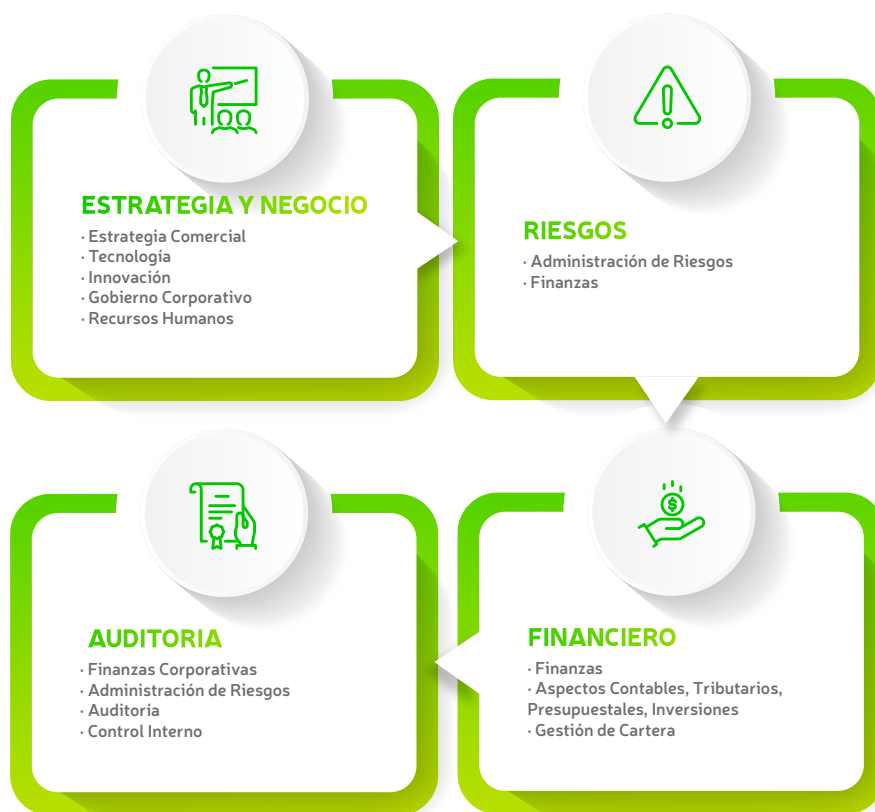 ESTRATEGIA Y NEGOCIO
· Estrategia Comercial
· Tecnología
· Innovación
· Gobierno Corporativo
· Recursos Humanos
RIESGOS
· Administración de Riesgos
· Finanzas
AUDITORIA
· Finanzas Corporativas
· Administración de Riesgos
· Auditoría
· Control Interno
FINANCIERO
· Finanzas
· Aspectos Contables, Tributarios,
Presupuestales, Inversiones
· Gestión de Cartera